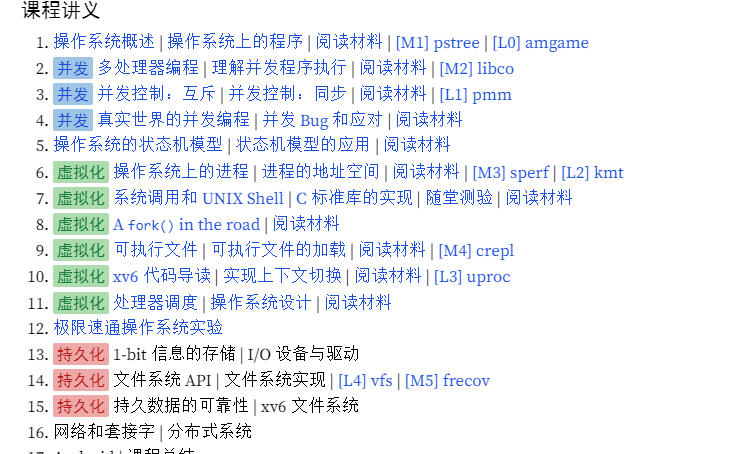 课程讲义
1. 操作系统概述 | 操作系统上的程序 | 阅读材料 | [M1] pstree | [L0] amgame
2. 并发 多处理器编程 | 理解并发程序执行 | 阅读材料 | [M2] libco
3. 并发 并发控制：互斥 | 并发控制：同步 | 阅读材料 | [L1] pmm
4. 并发 真实世界的并发编程 | 并发 Bug 和应对 | 阅读材料
5. 操作系统的状态机模型 | 状态机模型的应用 | 阅读材料
6. 虚拟化 操作系统上的进程 | 进程的地址空间 | 阅读材料 | [M3] sperf | [L2] kmt
7. 虚拟化 系统调用和 UNIX Shell | C 标准库的实现 | 随堂测验 | 阅读材料
8. 虚拟化 A fork() in the road | 阅读材料
9. 虚拟化 可执行文件 | 可执行文件的加载 | 阅读材料 | [M4] crepl
10. 虚拟化 xv6 代码导读 | 实现上下文切换 | 阅读材料 | [L3] uproc
11. 虚拟化 处理器调度 | 操作系统设计 | 阅读材料
12. 极限速通操作系统实验
13. 持久化 1-bit 信息的存储 | I/O 设备与驱动
14. 持久化 文件系统 API | 文件系统实现 | [L4] vfs | [M5] frecov
15. 持久化 持久数据的可靠性 | xv6 文件系统
16. 网络和套接字 | 分布式系统
17. Android | 课程总结